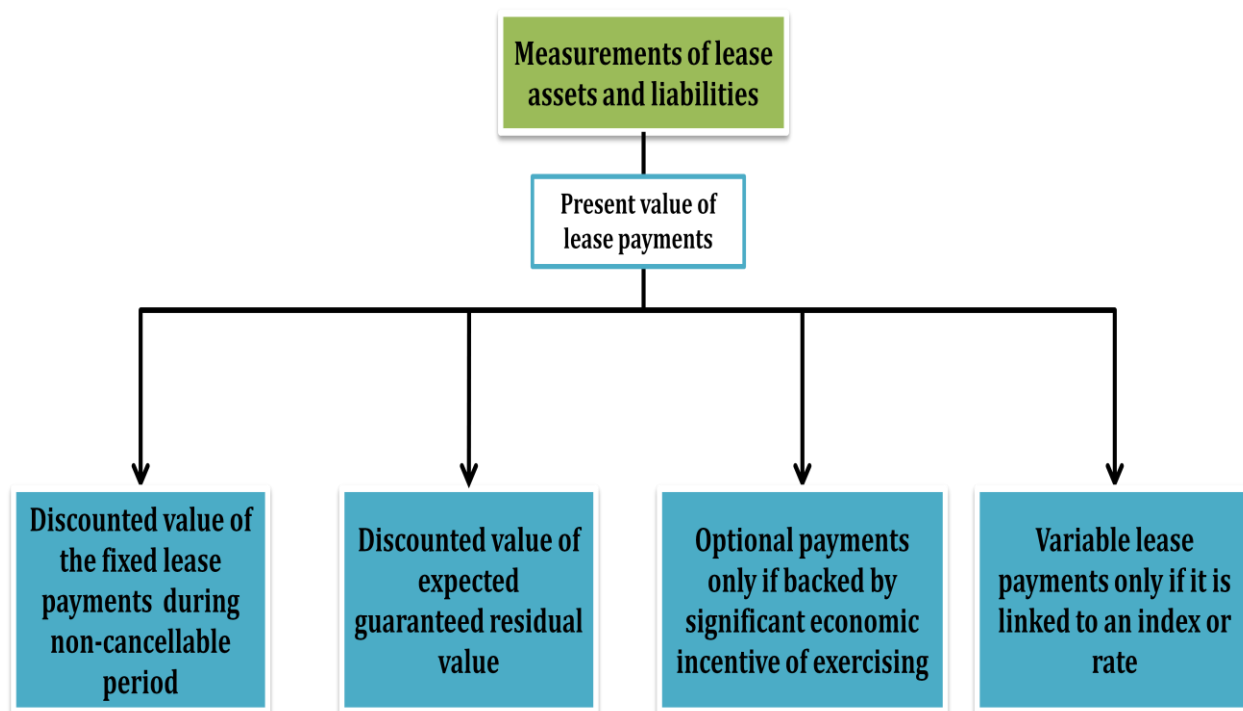 Measurements of lease
assets and liabilities
Present value of
lease payments
Discounted value of
the fixed lease
payments during
non-cancellable
period
Discounted value of
expected
guaranteed residual
value
Optional payments
only if backed by
significant economic
incentive of exercising
Variable lease
payments only if it is
linked to an index or
rate